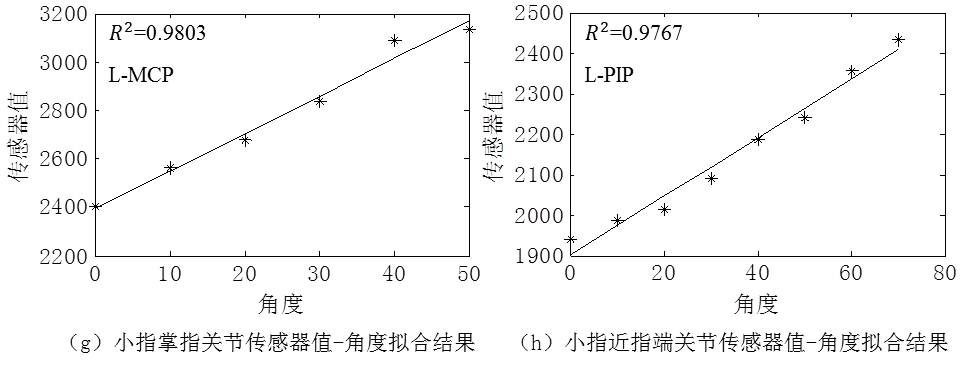 3200
3000
2800
2600
2400
2200
传感器值
R²=0.9803
L-MCP
0 10 20 30 40 50
角度
(g) 小指掌指关节传感器值-角度拟合结果
2500
2400
2300
2200
2100
2000
1900
传感器值
R²=0.9767
L-PIP
0 20 40 60 80
角度
(h) 小指近指端关节传感器值-角度拟合结果